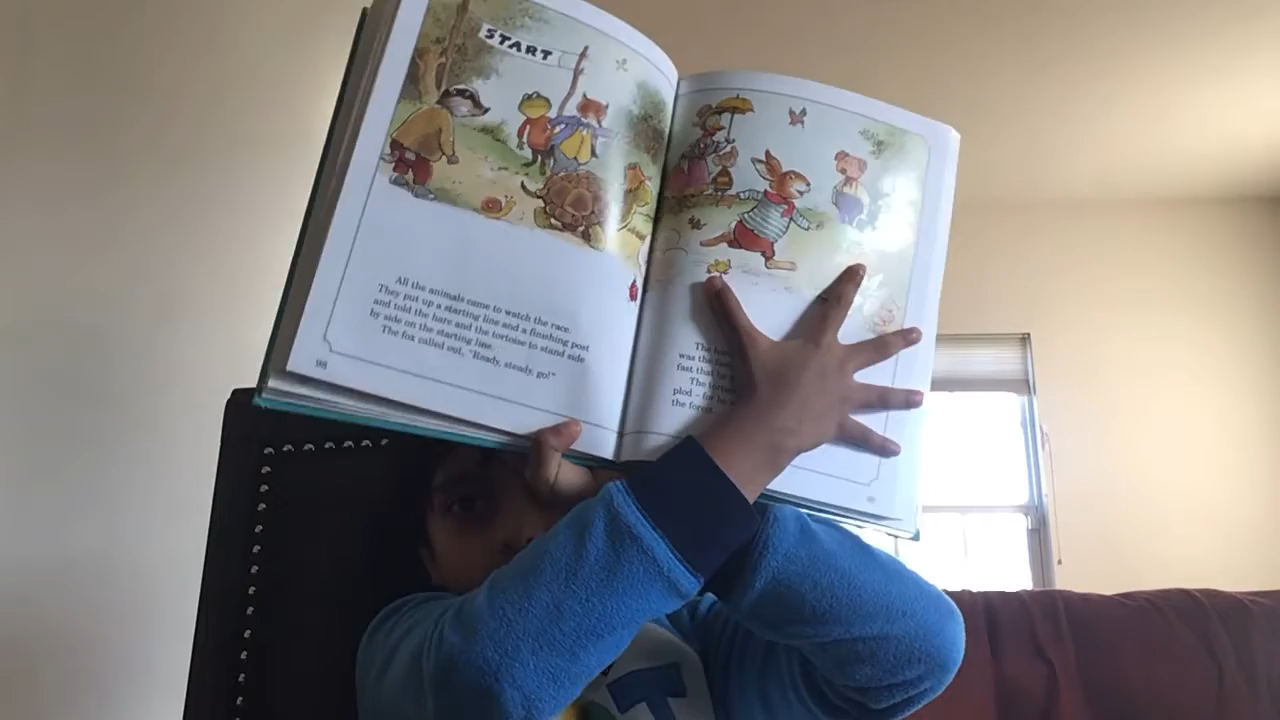 START
All the animals came to watch the race.
They put up a starting line and a finishing post
and told the hare and the tortoise to stand side
by side on the starting line.
The fox called out, "Ready, steady, go!"
98
The
was the
fast that he
The
plod – for he
the forest
T